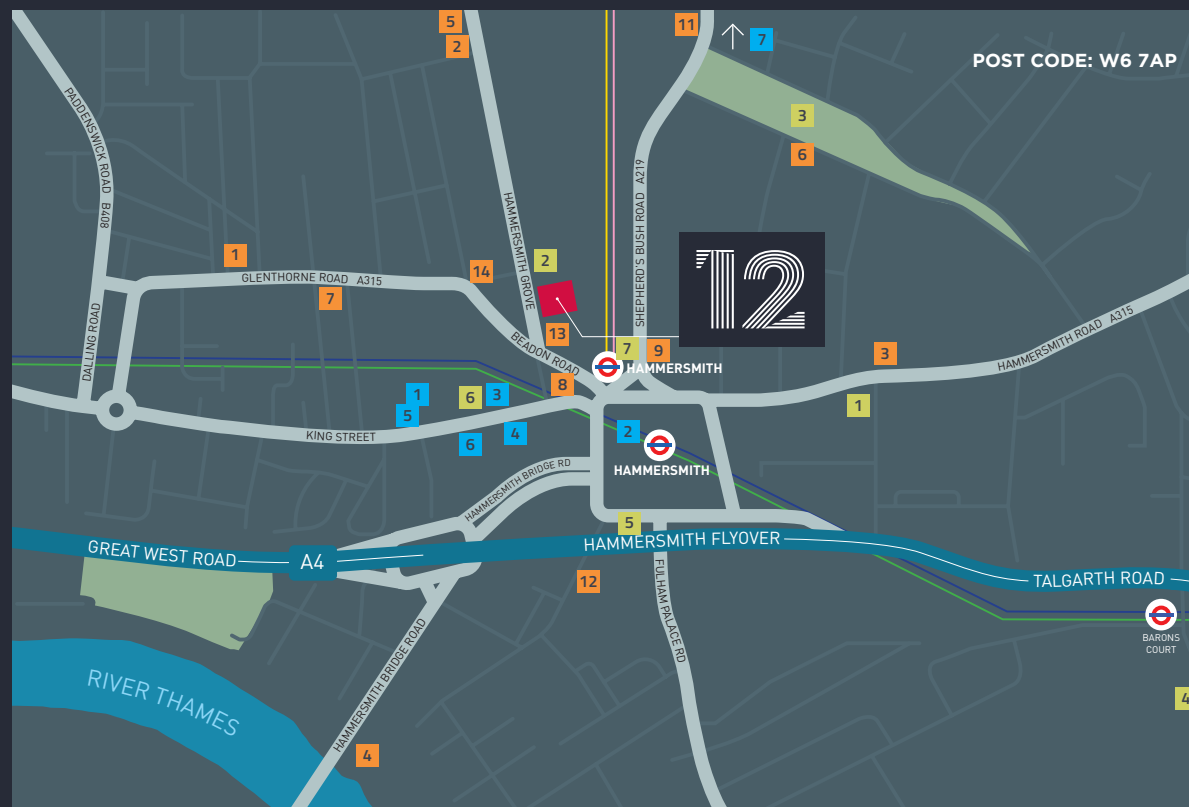 5
11
7
2
POST CODE: W6 7AP
3
6
PADDENSWICK ROAD B408
HAMMERSMITH GROVE
SHEPHERD'S BUSH ROAD A219
1
2
14
12
GLENTHORNE ROAD A315
7
13
BEADON ROAD
7
9
3
HAMMERSMITH ROAD A315
HAMMERSMITH
DALLING ROAD
8
1
6
3
5
1
KING STREET
4
2
6
HAMMERSMITH
HAMMERSMITH BRIDGE RD
5
GREAT WEST ROAD
A4
HAMMERSMITH FLYOVER
TALGARTH ROAD
12
FULHAM PALACE RD
BARONS
COURT
RIVER THAMES
HAMMERSMITH BRIDGE ROAD
4
4